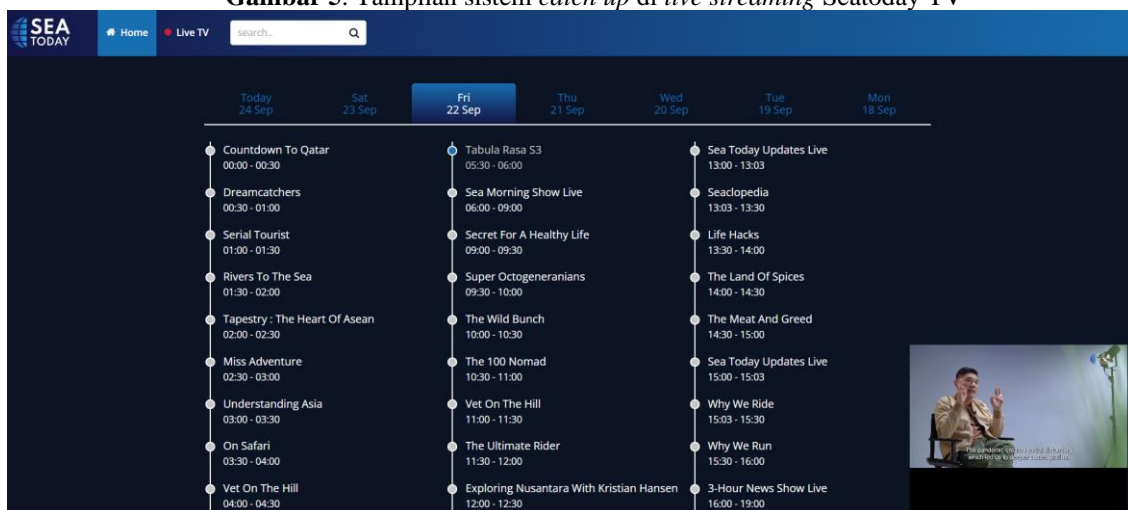 Gambar 5. Tampilan sistem catch up di live streaming Seatoday TV
SEA
TODAY
Home
Live TV
search..
Today
24 Sep
Sat
23 Sep
Fri
22 Sep
Thu
21 Sep
Wed
20 Sep
Tue
19 Sep
Mon
18 Sep
Countdown To Qatar
00:00 - 00:30
Dreamcatchers
00:30 - 01:00
Serial Tourist
01:00 - 01:30
Rivers To The Sea
01:30 - 02:00
Tapestry : The Heart Of Asean
02:00 - 02:30
Miss Adventure
02:30 - 03:00
Understanding Asia
03:00 - 03:30
On Safari
03:30 - 04:00
Vet On The Hill
04:00 - 04:30
Tabula Rasa S3
05:30 - 06:00
Sea Morning Show Live
06:00 - 09:00
Secret For A Healthy Life
09:00 - 09:30
Super Octogeneranians
09:30 - 10:00
The Wild Bunch
10:00 - 10:30
The 100 Nomad
10:30 - 11:00
Vet On The Hill
11:00 - 11:30
The Ultimate Rider
11:30 - 12:00
Exploring Nusantara With Kristian Hansen
12:00 - 12:30
Sea Today Updates Live
13:00 - 13:03
Seaclopedia
13:03 - 13:30
Life Hacks
13:30 - 14:00
The Land Of Spices
14:00 - 14:30
The Meat And Greed
14:30 - 15:00
Sea Today Updates Live
15:00 - 15:03
Why We Ride
15:03 - 15:30
Why We Run
15:30 - 16:00
3-Hour News Show Live
16:00 - 19:00